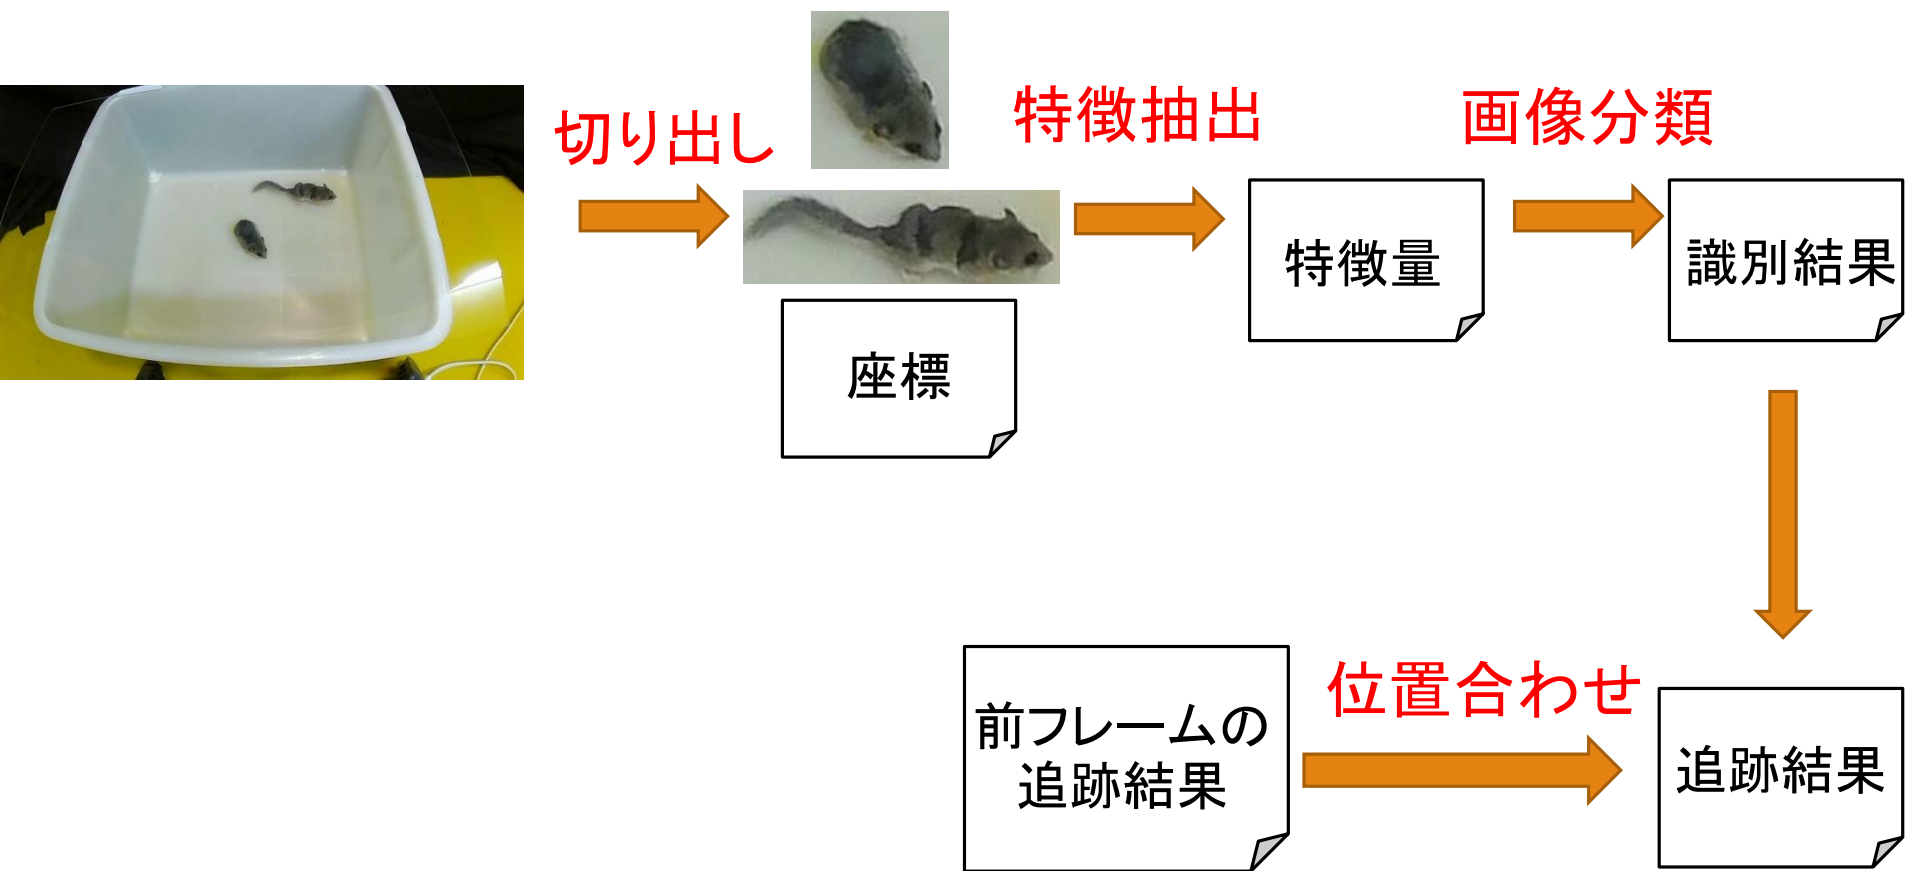 切り出し
特徴抽出
画像分類
特徴量
識別結果
座標
前フレームの
追跡結果
位置合わせ
追跡結果